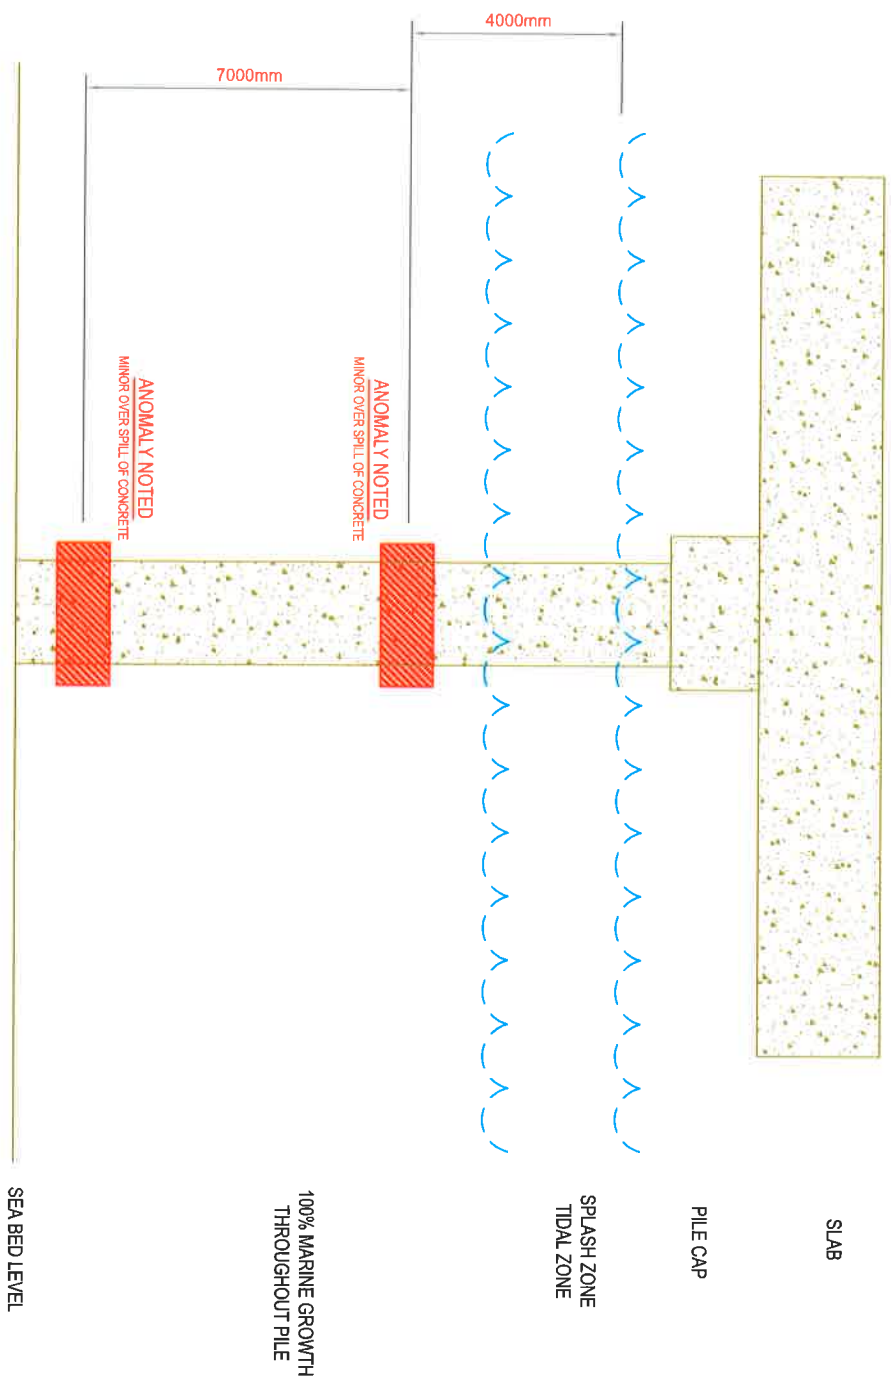 SLAB
PILE CAP
4000mm
SPLASH ZONE
TIDAL ZONE
ANOMALY NOTED
MINOR OVER SPILL OF CONCRETE
7000mm
100% MARINE GROWTH
THROUGHOUT PILE
ANOMALY NOTED
MINOR OVER SPILL OF CONCRETE
SEA BED LEVEL